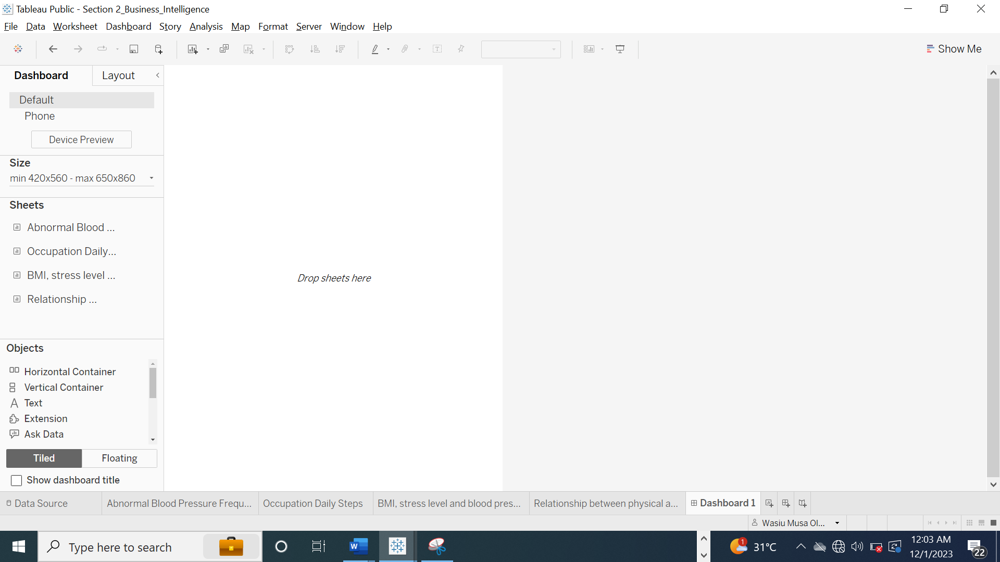 Tableau Public - Section 2_Business_Intelligence
File Data Worksheet Dashboard Story Analysis Map Format Server Window Help
Show Me
Dashboard Layout
Default
Phone
Device Preview
Size
min 420x560 - max 650x860
Sheets
Abnormal Blood ...
Occupation Daily...
BMI, stress level ...
Relationship ...
Drop sheets here
Objects
Horizontal Container
Vertical Container
Text
Extension
Ask Data
Tiled Floating
Show dashboard title
Data Source Abnormal Blood Pressure Frequ... Occupation Daily Steps BMI, stress level and blood pres... Relationship between physical a... Dashboard 1
Wasiu Musa Ol...
Type here to search
W
1
31°C
12:03 AM
12/1/2023
22